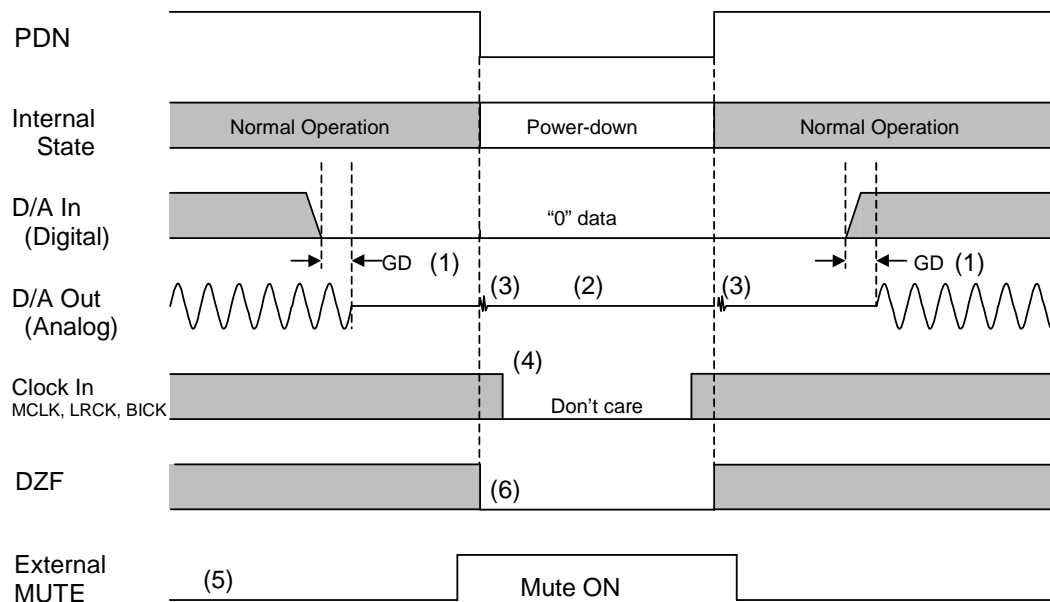 PDN
Internal
State
Normal Operation
Power-down
Normal Operation
D/A In
(Digital)
“0” data
GD (1)
GD (1)
D/A Out
(Analog)
(3)
(2)
(3)
(4)
Clock In
MCLK, LRCK, BICK
Don’t care
DZF
(6)
External
MUTE
(5)
Mute ON